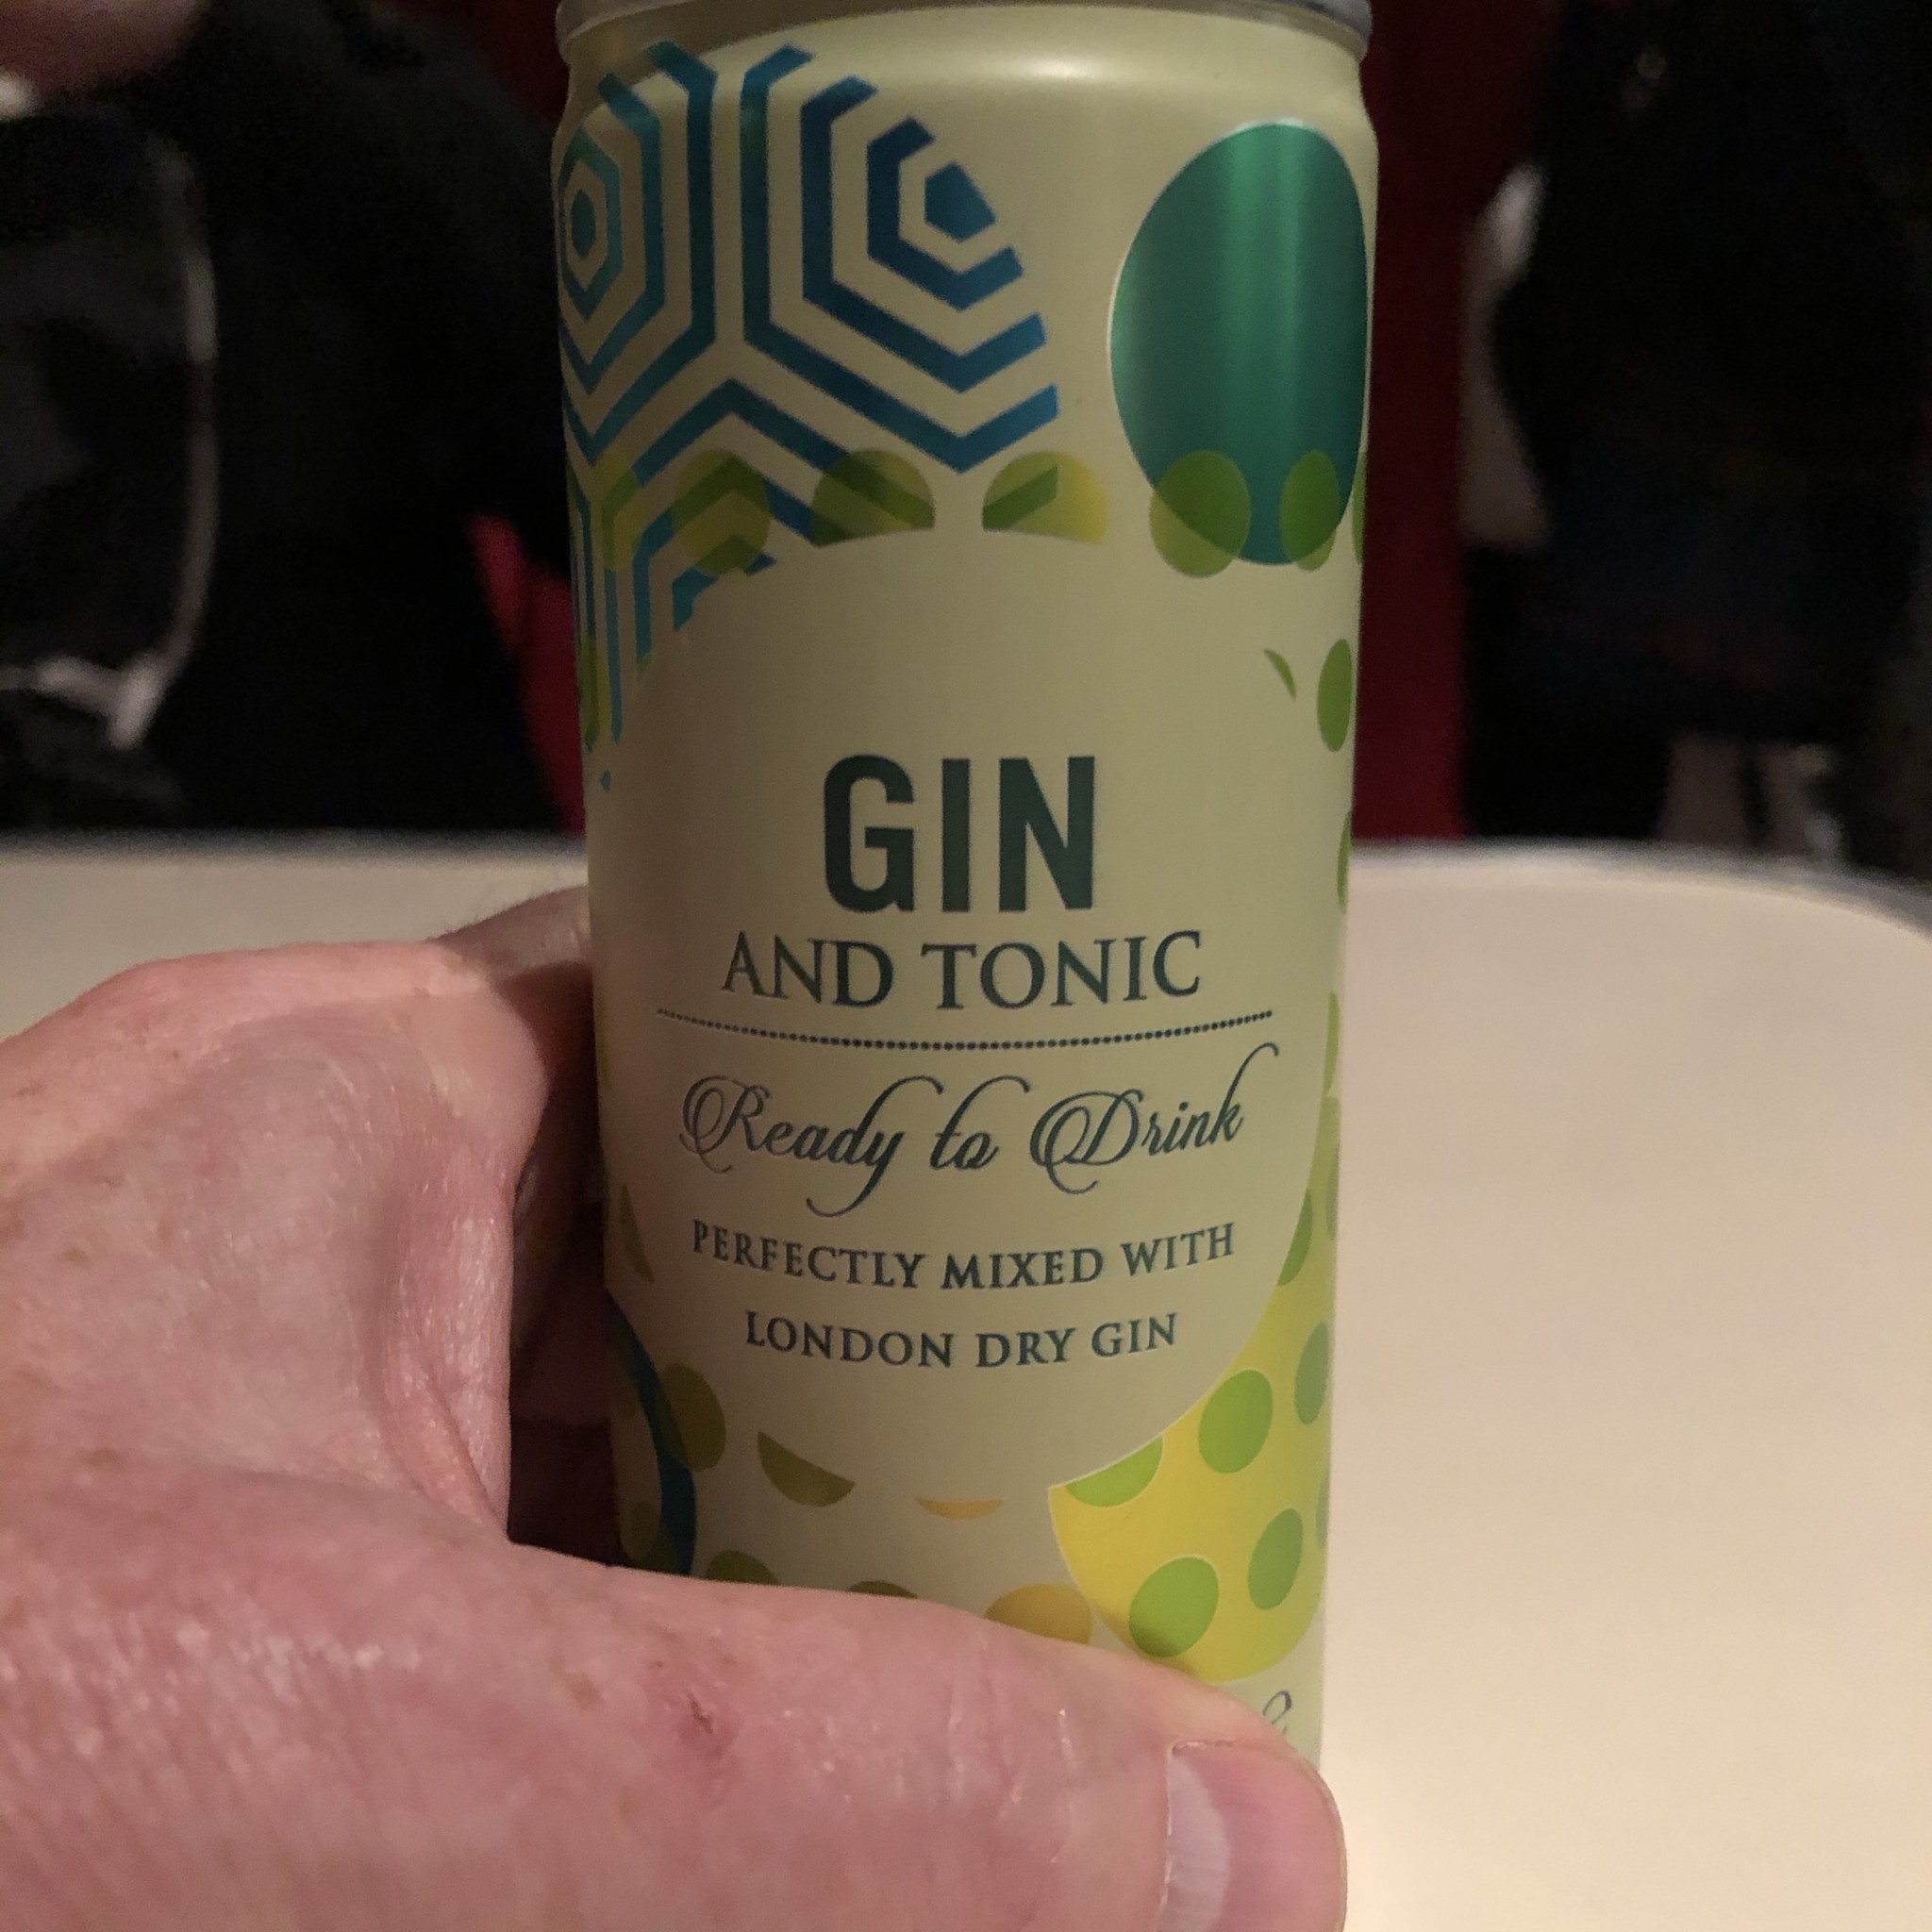 GIN
AND TONIC
Ready to Drink
PERFECTLY MIXED WITH
LONDON DRY GIN